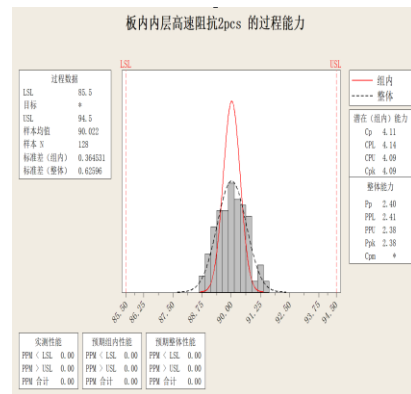 板内内层高速阻抗2pcs 的过程能力
LSL
USL
过程数据
LSL 85.5
目标 *
USL 94.5
样本均值 90.022
样本 N 128
标准差（组内） 0.364531
标准差（整体） 0.62596
组内
整体
潜在（组内）能力
Cp 4.11
CPL 4.14
CPU 4.09
Cpk 4.09
整体能力
Pp 2.40
PPL 2.41
PPU 2.38
Ppk 2.38
Cpm *
85.50 86.25 87.50 88.75 90.00 91.25 92.50 93.75 94.50
实测性能
PPM < LSL 0.00
PPM > USL 0.00
PPM 合计 0.00
预期组内性能
PPM < LSL 0.00
PPM > USL 0.00
PPM 合计 0.00
预期整体性能
PPM < LSL 0.00
PPM > USL 0.00
PPM 合计 0.00